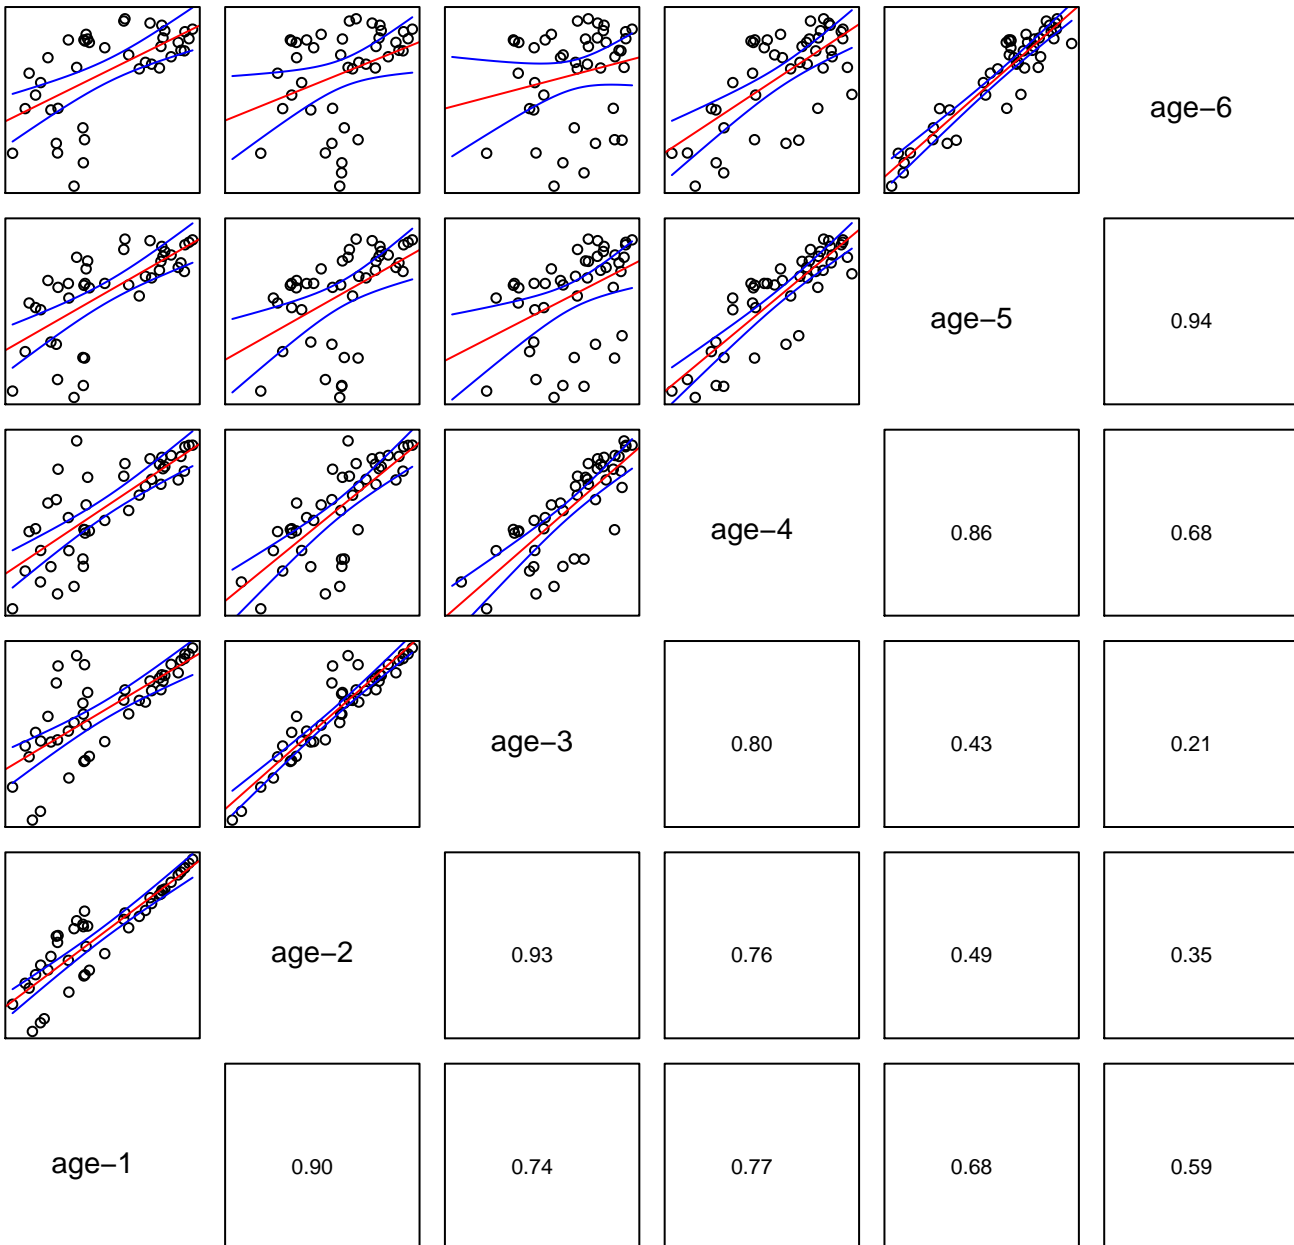 age−6
age−5 0.94
age−4 0.86 0.68
age−3 0.80 0.43 0.21
age−2 0.93 0.76 0.49 0.35
age−1 0.90 0.74 0.77 0.68 0.59